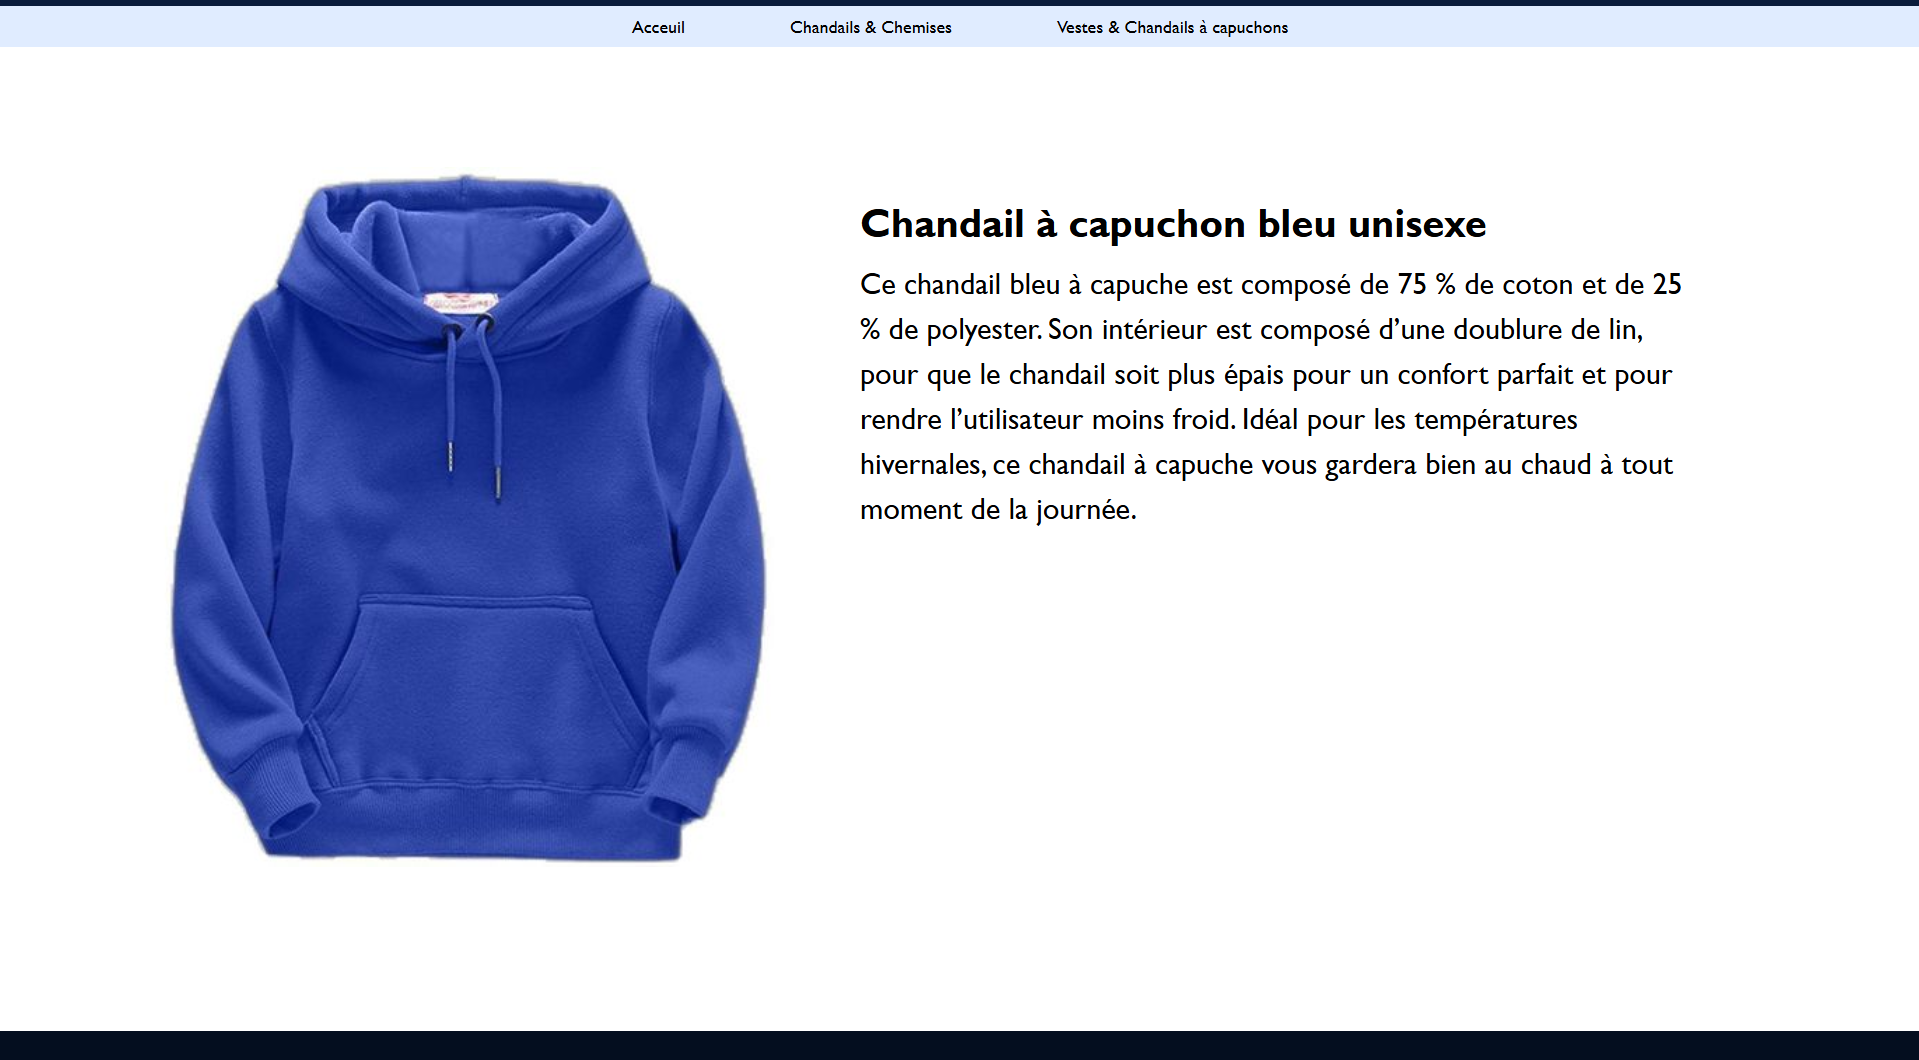 Acceuil
Chandails & Chemises
Vestes & Chandails à capuchons
Chandail à capuchon bleu unisexe
Ce chandail bleu à capuche est composé de 75 % de coton et de 25
% de polyester. Son intérieur est composé d’une doublure de lin,
pour que le chandail soit plus épais pour un confort parfait et pour
rendre l’utilisateur moins froid. Idéal pour les températures
hivernales, ce chandail à capuche vous gardera bien au chaud à tout
moment de la journée.